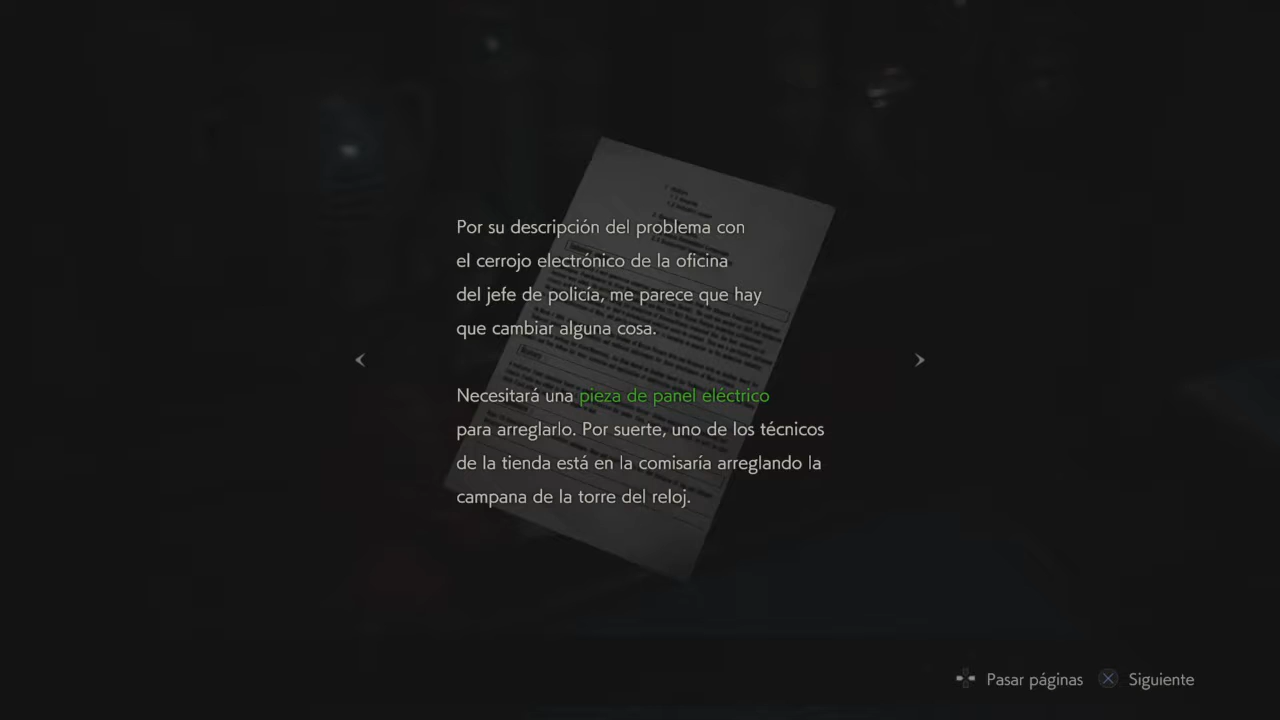 Por su descripción del problema con
el cerrojo electrónico de la oficina
del jefe de policía, me parece que hay
que cambiar alguna cosa.
Necesitará una pieza de panel eléctrico
para arreglarlo. Por suerte, uno de los técnicos
de la tienda está en la comisaría arreglando la
campana de la torre del reloj.
Pasar páginas Siguiente